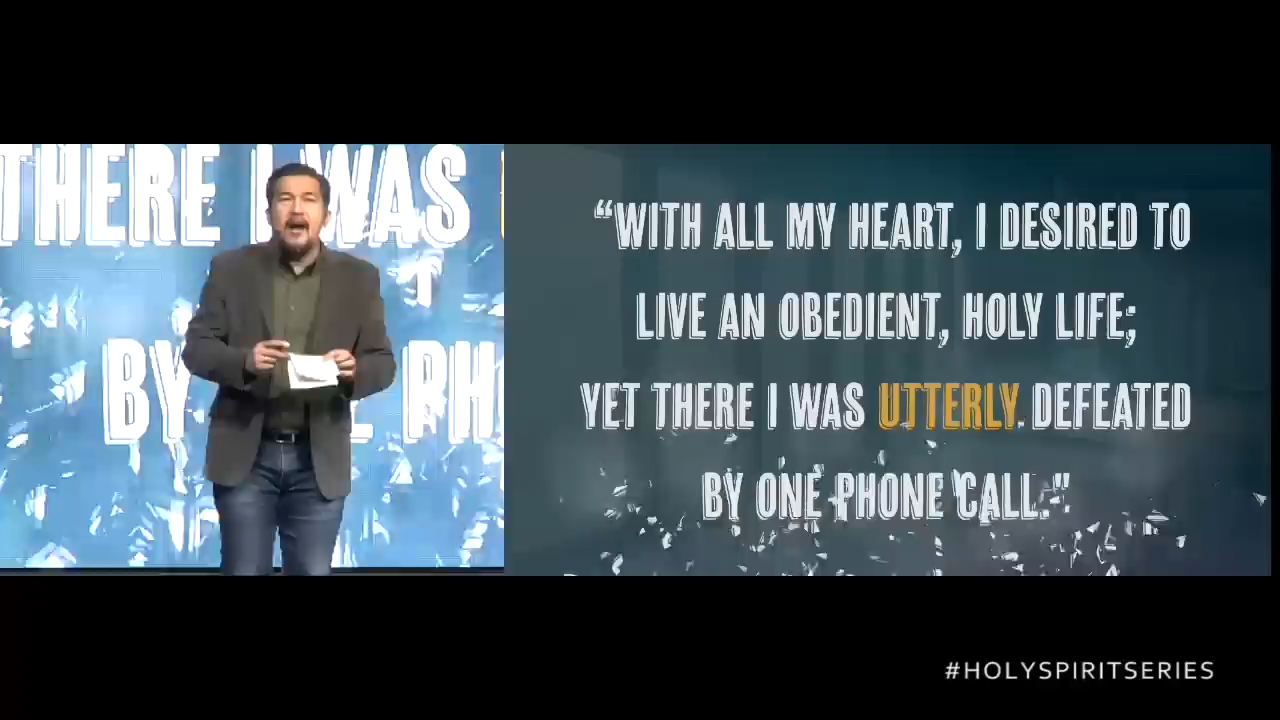 THERE I WAS
BY
PH
“WITH ALL MY HEART, I DESIRED TO
LIVE AN OBEDIENT, HOLY LIFE;
YET THERE I WAS UTTERLY DEFEATED
BY ONE PHONE CALL."
#HOLYSPIRITSERIES